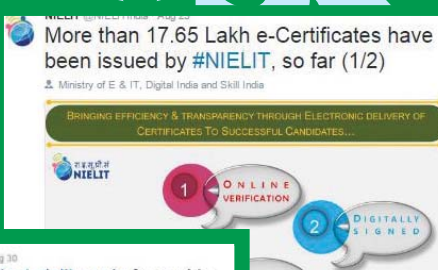 NIELIT @NIELITIndia Aug 23
More than 17.65 Lakh e-Certificates have
been issued by #NIELIT, so far (1/2)
Ministry of E & IT, Digital India and Skill India
BRINGING EFFICIENCY & TRANSPARENCY THROUGH ELECTRONIC DELIVERY OF
CERTIFICATES TO SUCCESSFUL CANDIDATES...
NIELIT
1 ONLINE
VERIFICATION
2 DIGITALLY
SIGNED
30